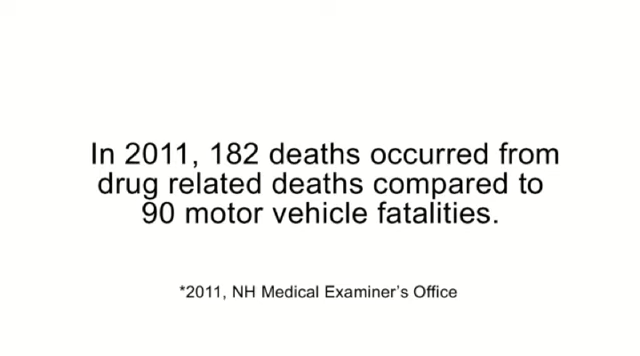 In 2011, 182 deaths occurred from
drug related deaths compared to
90 motor vehicle fatalities.
*2011, NH Medical Examiner's Office